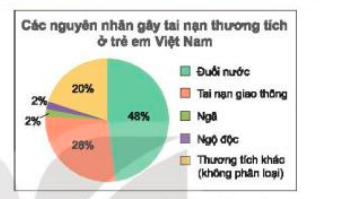 Các nguyên nhân gây tai nạn thương tích
ở trẻ em Việt Nam
20%
2%
2%
48%
28%
Đuối nước
Tai nạn giao thông
Ngã
Ngộ độc
Thương tích khác
(không phân loại)